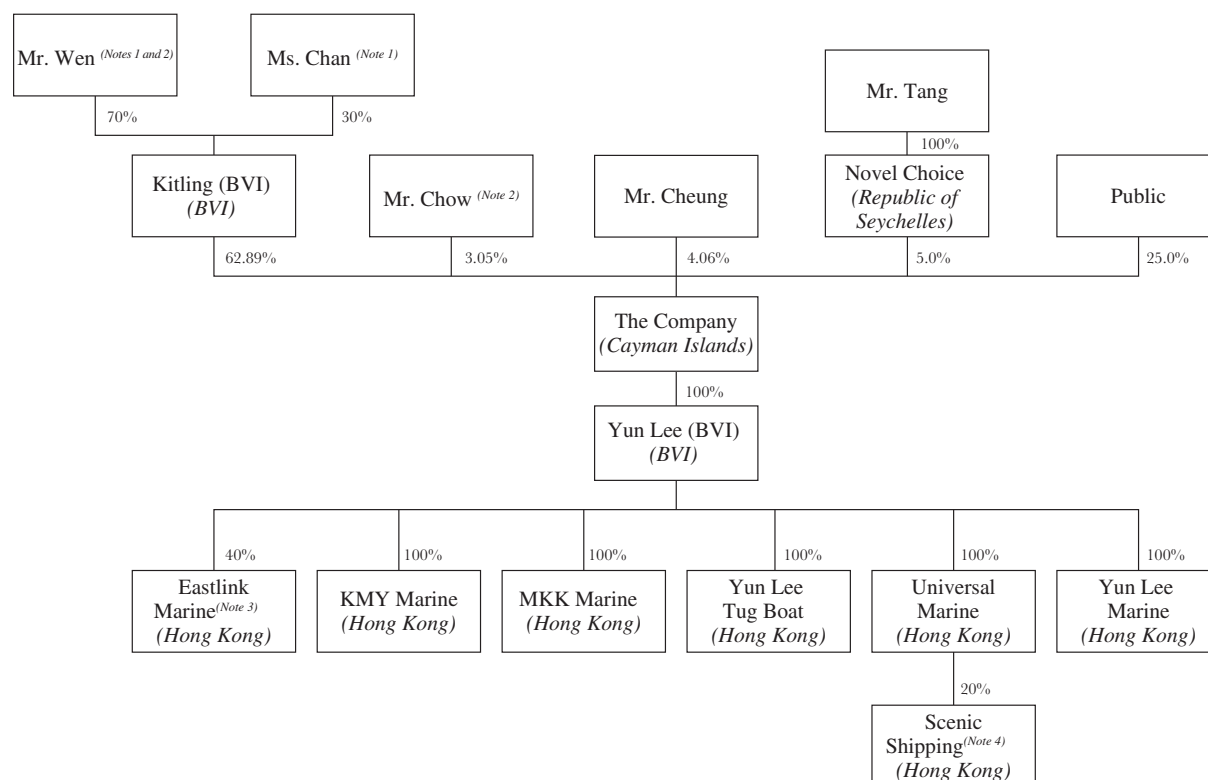 Mr. Wen (Notes 1 and 2)
Ms. Chan (Note 1)
Mr. Tang
70%
30%
100%
Kitling (BVI)
(BVI)
Mr. Chow (Note 2)
Mr. Cheung
Novel Choice
(Republic of
Seychelles)
Public
62.89%
3.05%
4.06%
5.0%
25.0%
The Company
(Cayman Islands)
100%
Yun Lee (BVI)
(BVI)
40%
100%
100%
100%
100%
100%
Eastlink
Marine(Note 3)
(Hong Kong)
KMY Marine
(Hong Kong)
MKK Marine
(Hong Kong)
Yun Lee
Tug Boat
(Hong Kong)
Universal
Marine
(Hong Kong)
Yun Lee
Marine
(Hong Kong)
20%
Scenic
Shipping(Note 4)
(Hong Kong)